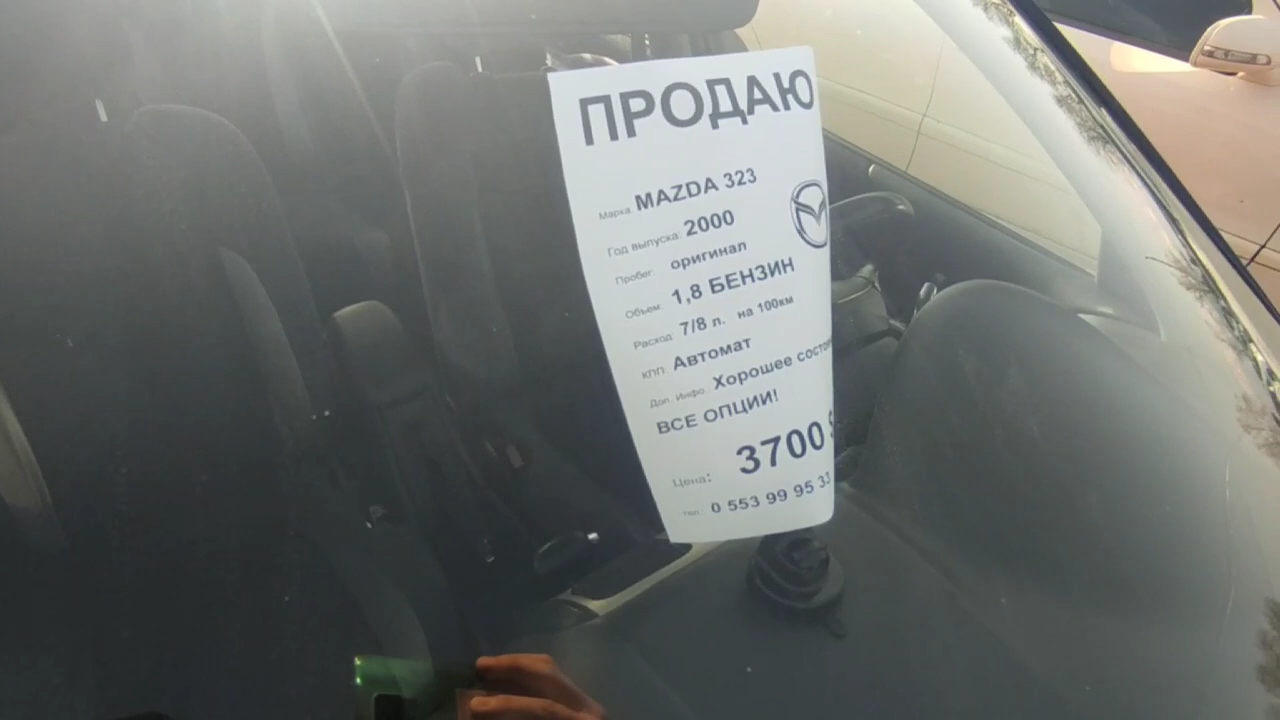 ПРОДАЮ
Марка: MAZDA 323
Год выпуска: 2000
Пробег: оригинал
Объем: 1,8 БЕНЗИН
Расход: 7/8 л. на 100км
КПП: Автомат
Доп. Инфо: Хорошее состоя
ВСЕ ОПЦИИ!
Цена: 3700 $
тел.: 0 553 99 95 33